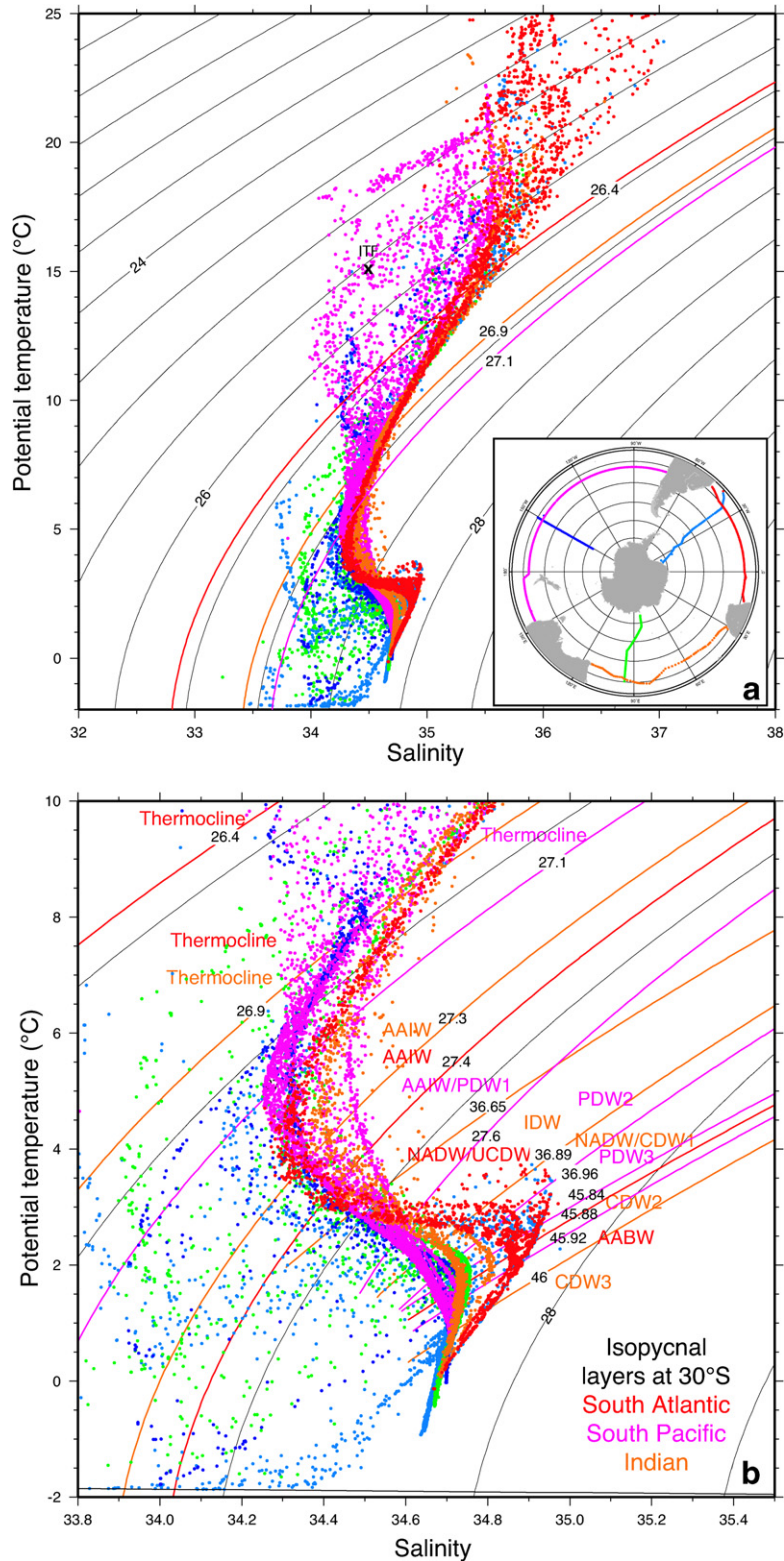 25
20
15
10
5
0
Potential temperature (°C)
24
26
28
26.4
26.9
27.1
ITF
x
a
32 33 34 35 36 37 38
Salinity
10
8
6
4
2
0
-2
Potential temperature (°C)
Thermocline
26.4
Thermocline
27.1
Thermocline
Thermocline
26.9
AAIW
27.3
AAIW
27.4
AAIW/PDW1
36.65
PDW2
IDW
27.6
NADW/CDW1
NADW/UCDW
36.89
PDW3
36.96
45.84
CDW2
45.88
45.92
AABW
46
CDW3
28
Isopycnal
layers at 30°S
South Atlantic
South Pacific
Indian
b
33.8 34.0 34.2 34.4 34.6 34.8 35.0 35.2 35.4
Salinity